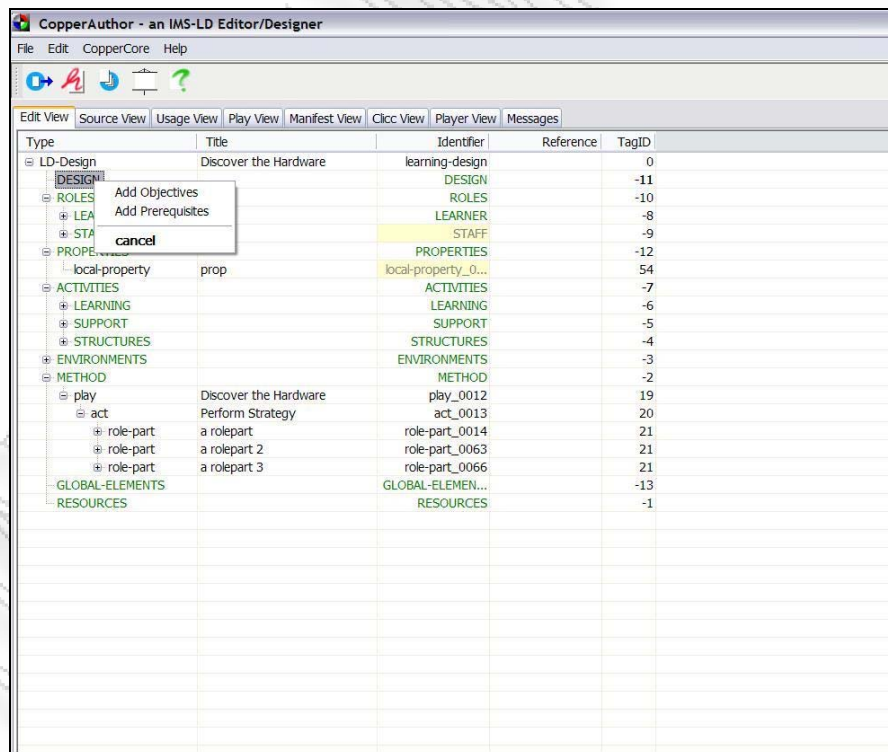 CopperAuthor - an IMS-LD Editor/Designer
File Edit CopperCore Help
Edit View Source View Usage View Play View Manifest View Clicc View Player View Messages
Type Title Identifier Reference TagID
LD-Design Discover the Hardware learning-design 0
DESIGN DESIGN -11
Add Objectives
ROLES ROLES -10
Add Prerequisites
LEA LEARNER -8
STA STAFF -9
cancel
PROPE PROPERTIES -12
local-property prop local-property_0... 54
ACTIVITIES ACTIVITIES -7
LEARNING LEARNING -6
SUPPORT SUPPORT -5
STRUCTURES STRUCTURES -4
ENVIRONMENTS ENVIRONMENTS -3
METHOD METHOD -2
play Discover the Hardware play_0012 19
act Perform Strategy act_0013 20
role-part a rolepart role-part_0014 21
role-part a rolepart 2 role-part_0063 21
role-part a rolepart 3 role-part_0066 21
GLOBAL-ELEMENTS GLOBAL-ELEMEN... -13
RESOURCES RESOURCES -1